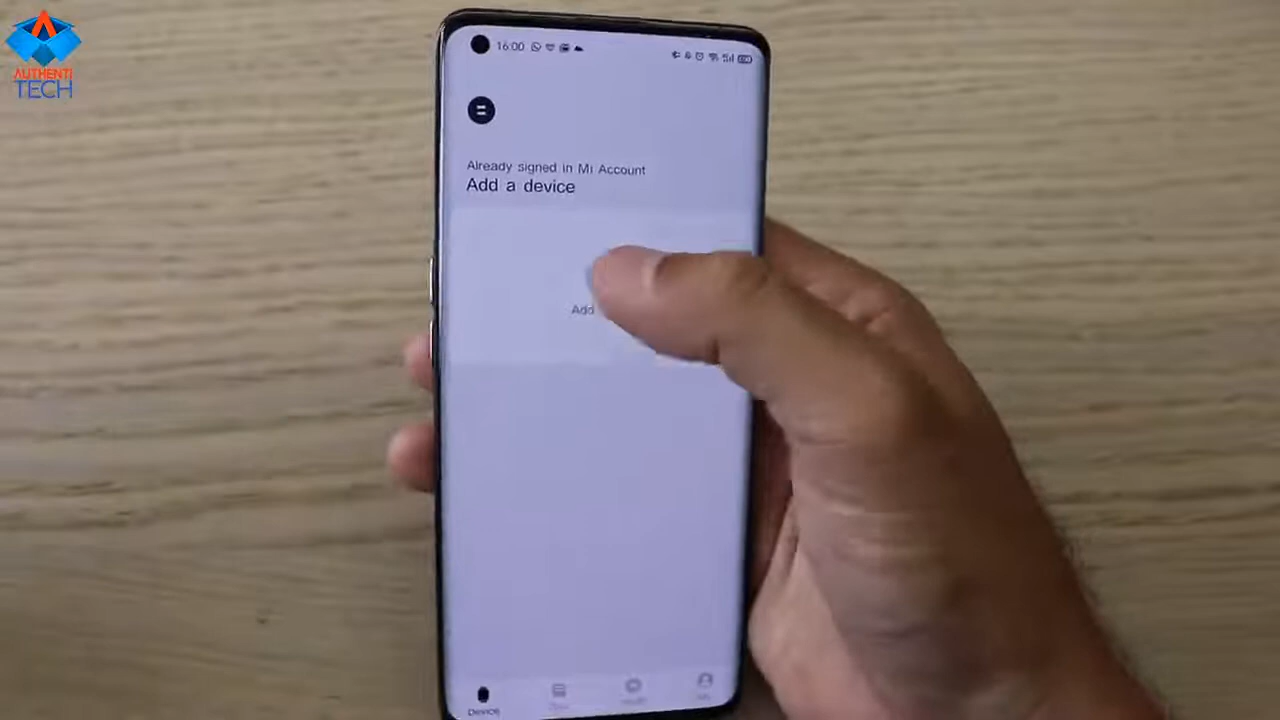 AUTHENTI
TECH
16:00
Already signed in Mi Account
Add a device
Add
Device